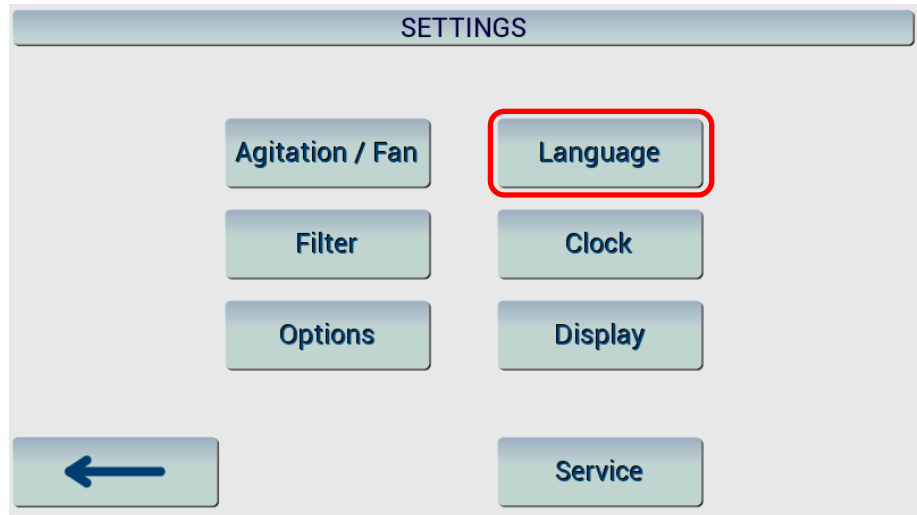 SETTINGS
Agitation / Fan
Language
Filter
Clock
Options
Display
Service